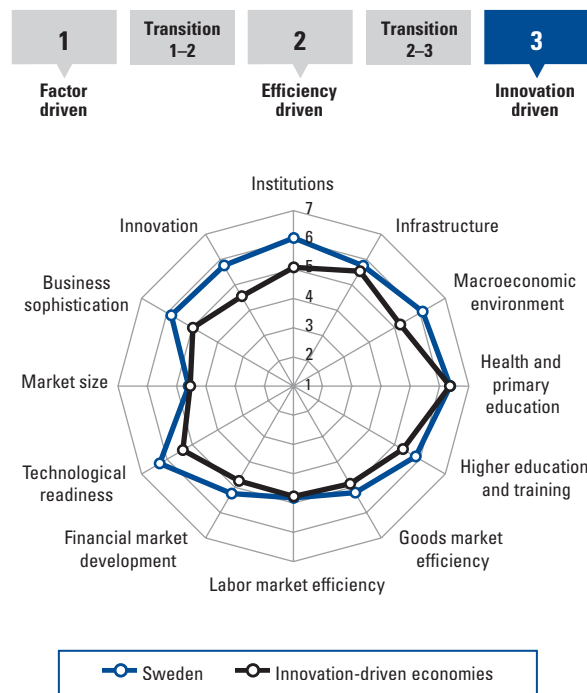 1
Transition
1–2
2
Transition
2–3
3
Factor
driven
Efficiency
driven
Innovation
driven
Institutions
7
Innovation
6
Infrastructure
5
Business
sophistication
4
Macroeconomic
environment
3
2
Market size
1
Health and
primary
education
Technological
readiness
Higher education
and training
Financial market
development
Goods market
efficiency
Labor market efficiency
Sweden
Innovation-driven economies